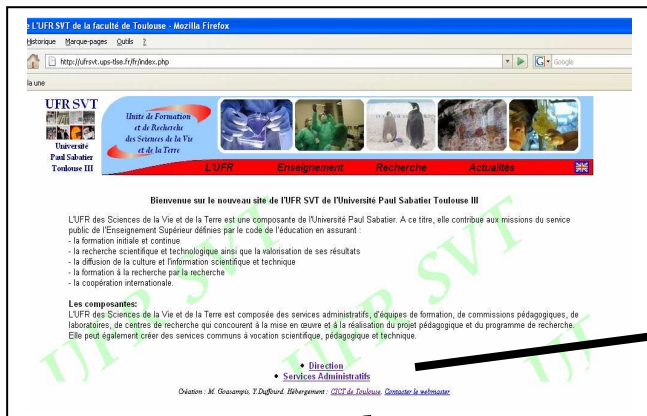 e L'UFR SVT de la faculté de Toulouse - Mozilla Firefox
Historique Marque-pages Outils ?
http://ufrsvt.ups-tlse.fr/fr/index.php
G Google
la une
UFR SVT
Université
Paul Sabatier
Toulouse III
Unité de Formation
et de Recherche
des Sciences de la Vie
et de la Terre
L'UFR Enseignement Recherche Actualités
Bienvenue sur le nouveau site de l'UFR SVT de l'Université Paul Sabatier Toulouse III
L'UFR des Sciences de la Vie et de la Terre est une composante de l'Université Paul Sabatier. A ce titre, elle contribue aux missions du service
public de l'Enseignement Supérieur définies par le code de l'éducation en assurant :
- la formation initiale et continue
- la recherche scientifique et technologique ainsi que la valorisation de ses résultats
- la diffusion de la culture et l'information scientifique et technique
- la formation à la recherche par la recherche
- la coopération internationale.
Les composantes:
L'UFR des Sciences de la Vie et de la Terre est composée des services administratifs, d'équipes de formation, de commissions pédagogiques, de
laboratoires, de centres de recherche qui concourent à la mise en œuvre et à la réalisation du projet pédagogique et du programme de recherche.
Elle peut également créer des services communs à vocation scientifique, pédagogique et technique.
UFR SVT
UFR SVT
UF
• Direction
• Services Administratifs
Création : M. Goasampis, Y.Duffourd. Hébergement : CICT de Toulouse. Contacter le webmaster